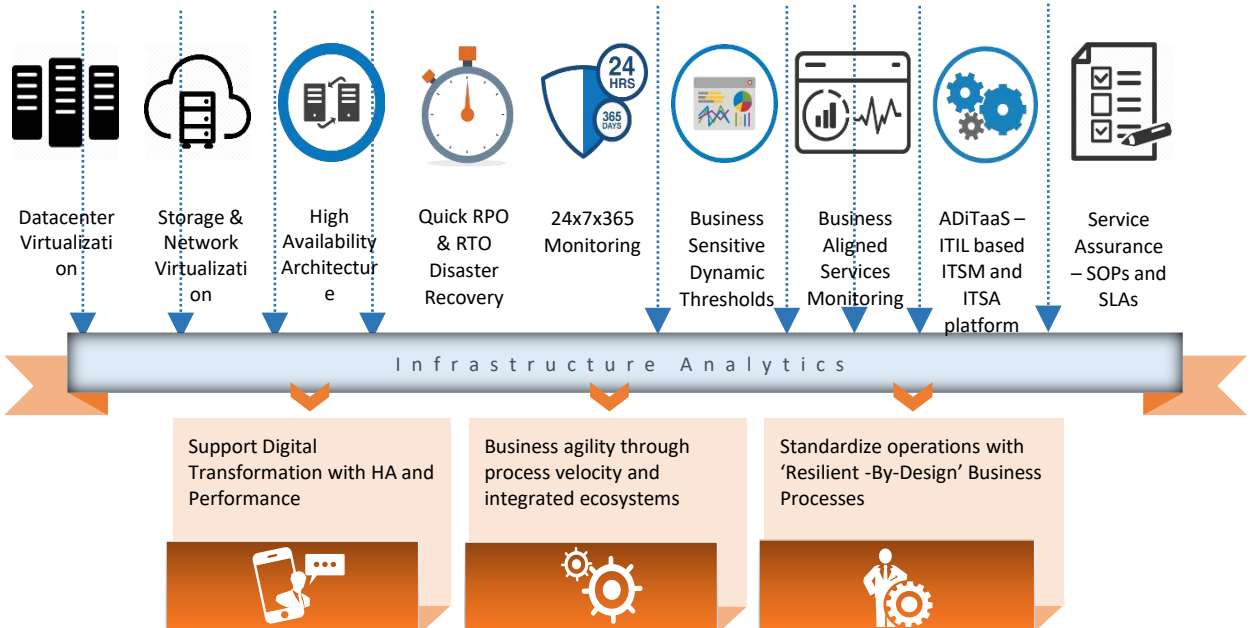 24
HRS
365
DAYS
Datacenter
Virtualizati
on
Storage &
Network
Virtualizati
on
High
Availability
Architectur
e
Quick RPO
& RTO
Disaster
Recovery
24x7x365
Monitoring
Business
Sensitive
Dynamic
Thresholds
Business
Aligned
Services
Monitoring
ADiTaaS –
ITIL based
ITSM and
ITSA
platform
Service
Assurance
– SOPs and
SLAs
Infrastructure Analytics
Support Digital
Transformation with HA and
Performance
Business agility through
process velocity and
integrated ecosystems
Standardize operations with
‘Resilient -By-Design’ Business
Processes